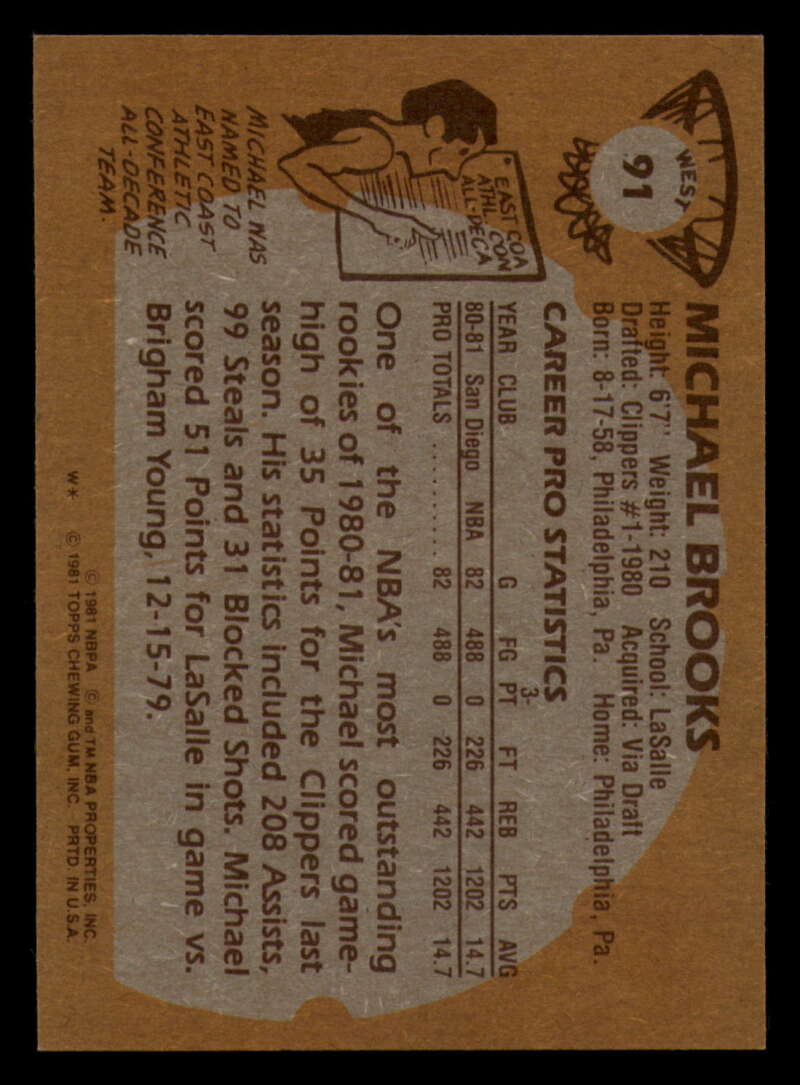 WEST
91
MICHAEL BROOKS
Height: 6'7" Weight: 210 School: LaSalle
Drafted: Clippers #1-1980 Acquired: Via Draft
Born: 8-17-58, Philadelphia, Pa. Home: Philadelphia, Pa.
CAREER PRO STATISTICS
YEAR CLUB G FG 3-PT FT REB PTS AVG
80-81 San Diego NBA 82 488 0 226 442 1202 14.7
PRO TOTALS ........... 82 488 0 226 442 1202 14.7
EAST COA
ATHL. CON
ALL-DECA
MICHAEL WAS
NAMED TO
EAST COAST
ATHLETIC
CONFERENCE
ALL-DECADE
TEAM.
One of the NBA's most outstanding
rookies of 1980-81, Michael scored game-
high of 35 Points for the Clippers last
season. His statistics included 208 Assists,
99 Steals and 31 Blocked Shots. Michael
scored 51 Points for LaSalle in game vs.
Brigham Young, 12-15-79.
© 1981 NBPA © and TM NBA PROPERTIES, INC.
W* © 1981 TOPPS CHEWING GUM, INC. PRTD. IN U.S.A.